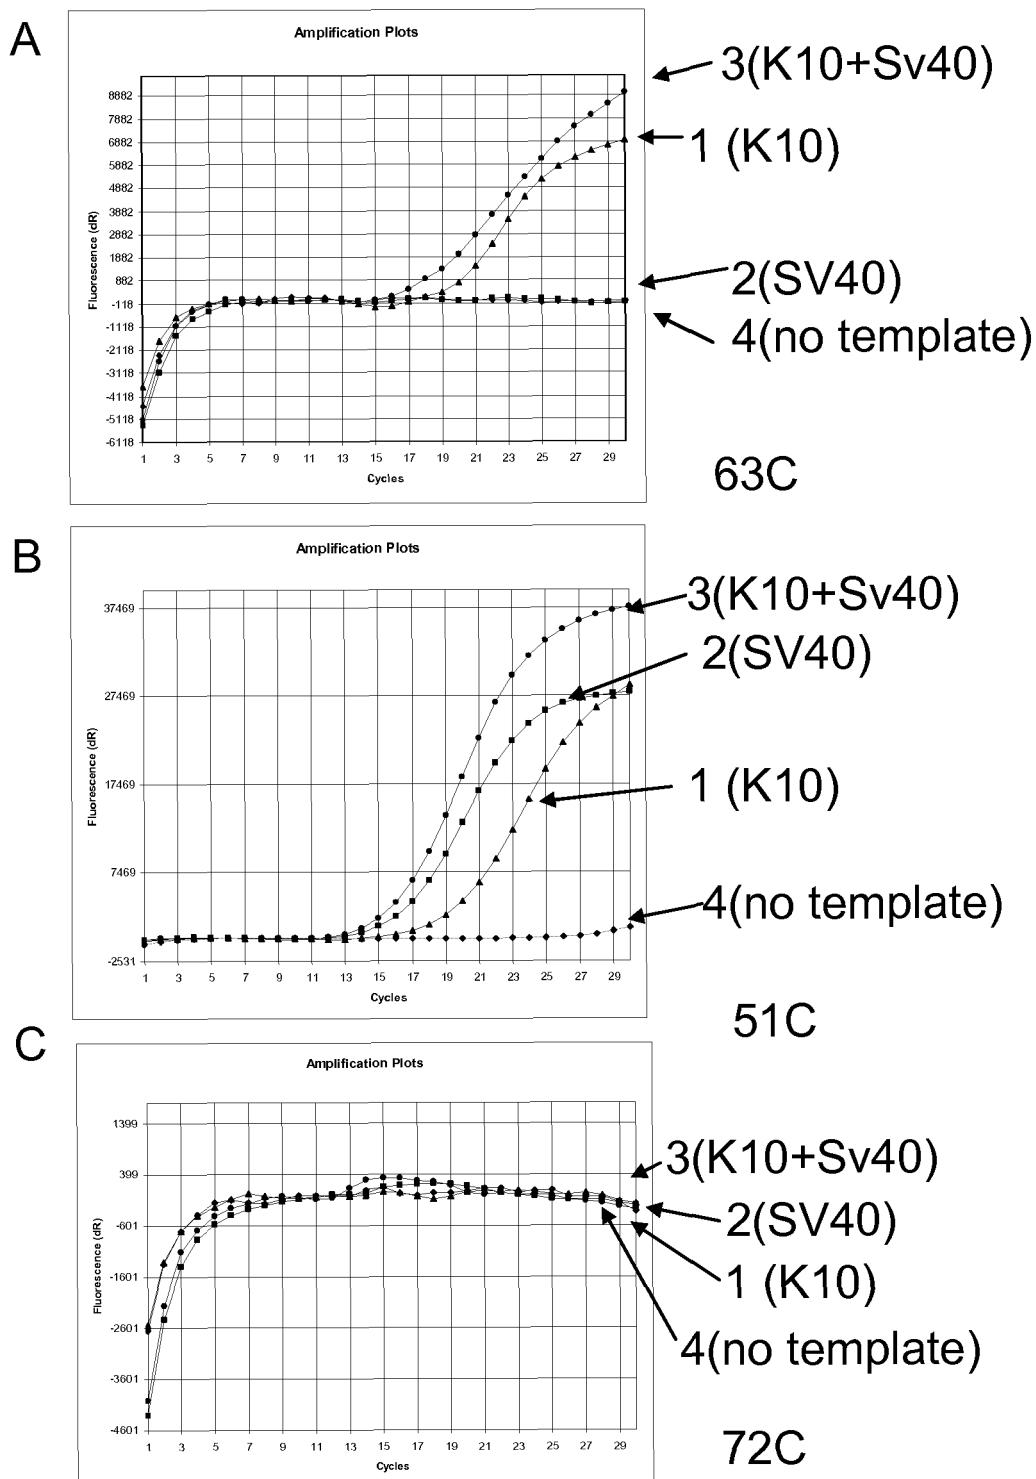 A
Amplification Plots
Fluorescence (dR)
8882
7882
6882
5882
4882
3882
2882
1882
882
-118
-1118
-2118
-3118
-4118
-5118
-6118
1 3 5 7 9 11 13 15 17 19 21 23 25 27 29
Cycles
3(K10+Sv40)
1 (K10)
2(SV40)
4(no template)
63C
B
Amplification Plots
Fluorescence (dR)
37469
27469
17469
7469
-2531
1 3 5 7 9 11 13 15 17 19 21 23 25 27 29
Cycles
3(K10+Sv40)
2(SV40)
1 (K10)
4(no template)
51C
C
Amplification Plots
Fluorescence (dR)
1399
399
-601
-1601
-2601
-3601
-4601
1 3 5 7 9 11 13 15 17 19 21 23 25 27 29
Cycles
3(K10+Sv40)
2(SV40)
1 (K10)
4(no template)
72C